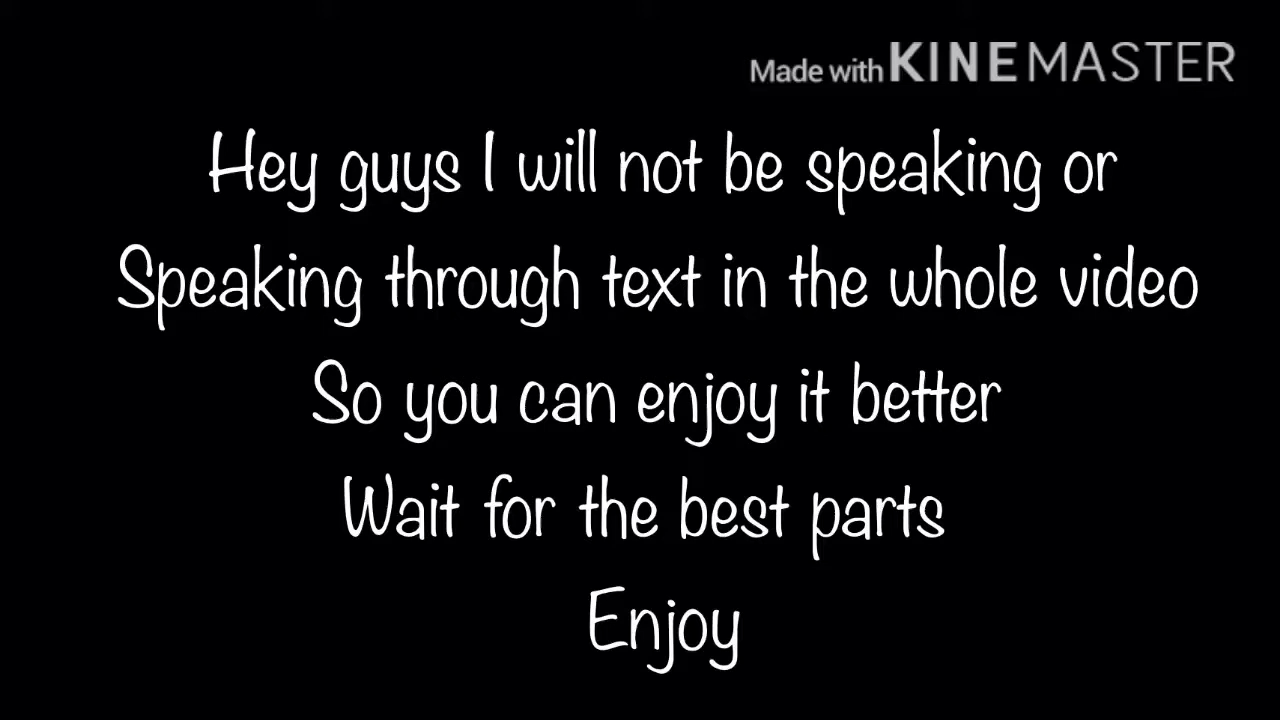 Made with KINEMASTER
Hey guys I will not be speaking or
Speaking through text in the whole video
So you can enjoy it better
Wait for the best parts
Enjoy